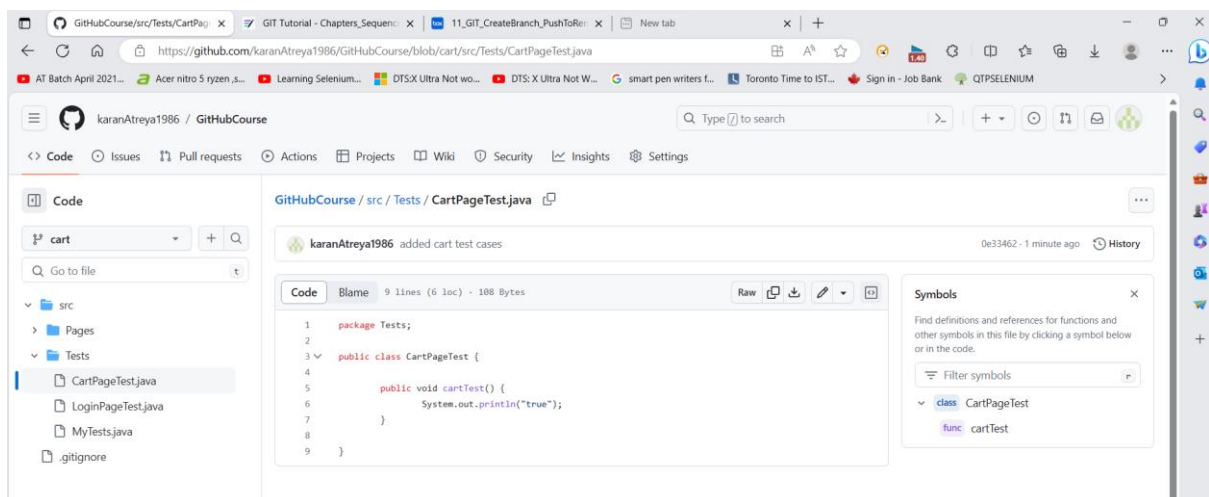 GitHubCourse/src/Tests/CartPag
GIT Tutorial - Chapters_Sequenc
11_GIT_CreateBranch_PushToRer
New tab
https://github.com/karanAtreya1986/GitHubCourse/blob/cart/src/Tests/CartPageTest.java
1.40
AT Batch April 2021...
Acer nitro 5 ryzen ,s...
Learning Selenium...
DTS:X Ultra Not wo...
DTS: X Ultra Not W...
smart pen writers f...
Toronto Time to IST...
Sign in - Job Bank
QTPSELENIUM
karanAtreya1986 / GitHubCourse
Type / to search
<> Code
Issues
Pull requests
Actions
Projects
Wiki
Security
Insights
Settings
Code
cart
Go to file
t
src
Pages
Tests
CartPageTest.java
LoginPageTest.java
MyTests.java
.gitignore
GitHubCourse / src / Tests / CartPageTest.java
karanAtreya1986 added cart test cases
0e33462 · 1 minute ago
History
Code
Blame
9 lines (6 loc) · 108 Bytes
Raw
1 package Tests;
2
3 public class CartPageTest {
4
5 public void cartTest() {
6 System.out.println("true");
7 }
8
9 }
Symbols
Find definitions and references for functions and
other symbols in this file by clicking a symbol below
or in the code.
Filter symbols
r
class CartPageTest
func cartTest